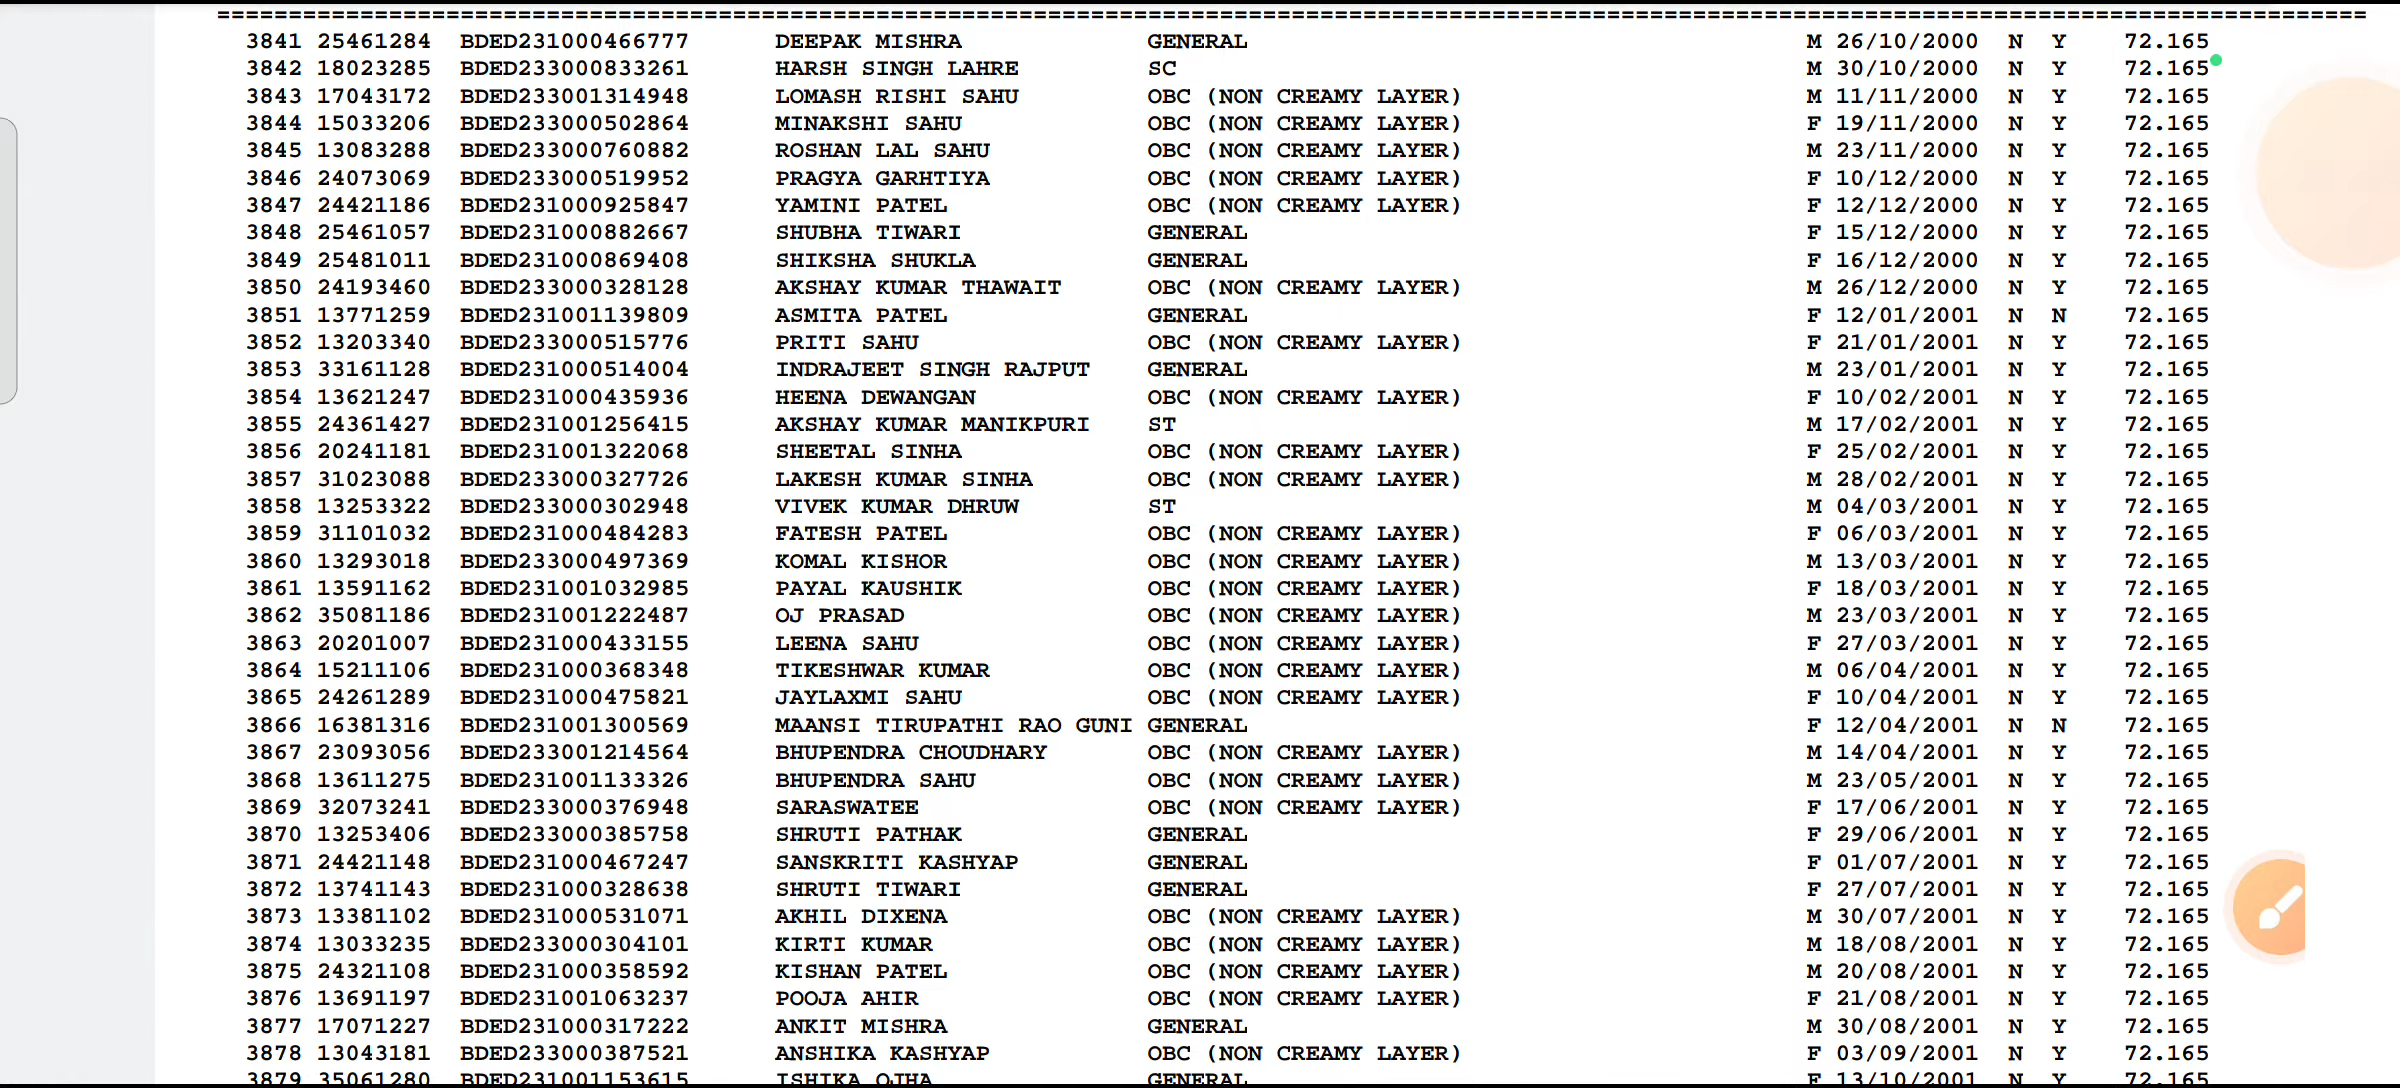 ====================================================================================================================================================
3841 25461284 BDED231000466777 DEEPAK MISHRA GENERAL M 26/10/2000 N Y 72.165
3842 18023285 BDED233000833261 HARSH SINGH LAHRE SC M 30/10/2000 N Y 72.165
3843 17043172 BDED233001314948 LOMASH RISHI SAHU OBC (NON CREAMY LAYER) M 11/11/2000 N Y 72.165
3844 15033206 BDED233000502864 MINAKSHI SAHU OBC (NON CREAMY LAYER) F 19/11/2000 N Y 72.165
3845 13083288 BDED233000760882 ROSHAN LAL SAHU OBC (NON CREAMY LAYER) M 23/11/2000 N Y 72.165
3846 24073069 BDED233000519952 PRAGYA GARHTIYA OBC (NON CREAMY LAYER) F 10/12/2000 N Y 72.165
3847 24421186 BDED231000925847 YAMINI PATEL OBC (NON CREAMY LAYER) F 12/12/2000 N Y 72.165
3848 25461057 BDED231000882667 SHUBHA TIWARI GENERAL F 15/12/2000 N Y 72.165
3849 25481011 BDED231000869408 SHIKSHA SHUKLA GENERAL F 16/12/2000 N Y 72.165
3850 24193460 BDED233000328128 AKSHAY KUMAR THAWAIT OBC (NON CREAMY LAYER) M 26/12/2000 N Y 72.165
3851 13771259 BDED231001139809 ASMITA PATEL GENERAL F 12/01/2001 N N 72.165
3852 13203340 BDED233000515776 PRITI SAHU OBC (NON CREAMY LAYER) F 21/01/2001 N Y 72.165
3853 33161128 BDED231000514004 INDRAJEET SINGH RAJPUT GENERAL M 23/01/2001 N Y 72.165
3854 13621247 BDED231000435936 HEENA DEWANGAN OBC (NON CREAMY LAYER) F 10/02/2001 N Y 72.165
3855 24361427 BDED231001256415 AKSHAY KUMAR MANIKPURI ST M 17/02/2001 N Y 72.165
3856 20241181 BDED231001322068 SHEETAL SINHA OBC (NON CREAMY LAYER) F 25/02/2001 N Y 72.165
3857 31023088 BDED233000327726 LAKESH KUMAR SINHA OBC (NON CREAMY LAYER) M 28/02/2001 N Y 72.165
3858 13253322 BDED233000302948 VIVEK KUMAR DHRUW ST M 04/03/2001 N Y 72.165
3859 31101032 BDED231000484283 FATESH PATEL OBC (NON CREAMY LAYER) F 06/03/2001 N Y 72.165
3860 13293018 BDED233000497369 KOMAL KISHOR OBC (NON CREAMY LAYER) M 13/03/2001 N Y 72.165
3861 13591162 BDED231001032985 PAYAL KAUSHIK OBC (NON CREAMY LAYER) F 18/03/2001 N Y 72.165
3862 35081186 BDED231001222487 OJ PRASAD OBC (NON CREAMY LAYER) M 23/03/2001 N Y 72.165
3863 20201007 BDED231000433155 LEENA SAHU OBC (NON CREAMY LAYER) F 27/03/2001 N Y 72.165
3864 15211106 BDED231000368348 TIKESHWAR KUMAR OBC (NON CREAMY LAYER) M 06/04/2001 N Y 72.165
3865 24261289 BDED231000475821 JAYLAXMI SAHU OBC (NON CREAMY LAYER) F 10/04/2001 N Y 72.165
3866 16381316 BDED231001300569 MAANSI TIRUPATHI RAO GUNI GENERAL F 12/04/2001 N N 72.165
3867 23093056 BDED233001214564 BHUPENDRA CHOUDHARY OBC (NON CREAMY LAYER) M 14/04/2001 N Y 72.165
3868 13611275 BDED231001133326 BHUPENDRA SAHU OBC (NON CREAMY LAYER) M 23/05/2001 N Y 72.165
3869 32073241 BDED233000376948 SARASWATEE OBC (NON CREAMY LAYER) F 17/06/2001 N Y 72.165
3870 13253406 BDED233000385758 SHRUTI PATHAK GENERAL F 29/06/2001 N Y 72.165
3871 24421148 BDED231000467247 SANSKRITI KASHYAP GENERAL F 01/07/2001 N Y 72.165
3872 13741143 BDED231000328638 SHRUTI TIWARI GENERAL F 27/07/2001 N Y 72.165
3873 13381102 BDED231000531071 AKHIL DIXENA OBC (NON CREAMY LAYER) M 30/07/2001 N Y 72.165
3874 13033235 BDED233000304101 KIRTI KUMAR OBC (NON CREAMY LAYER) M 18/08/2001 N Y 72.165
3875 24321108 BDED231000358592 KISHAN PATEL OBC (NON CREAMY LAYER) M 20/08/2001 N Y 72.165
3876 13691197 BDED231001063237 POOJA AHIR OBC (NON CREAMY LAYER) F 21/08/2001 N Y 72.165
3877 17071227 BDED231000317222 ANKIT MISHRA GENERAL M 30/08/2001 N Y 72.165
3878 13043181 BDED233000387521 ANSHIKA KASHYAP OBC (NON CREAMY LAYER) F 03/09/2001 N Y 72.165
3879 35061280 BDED231001153615 ISHIKA OJHA GENERAL F 13/10/2001 N Y 72.165